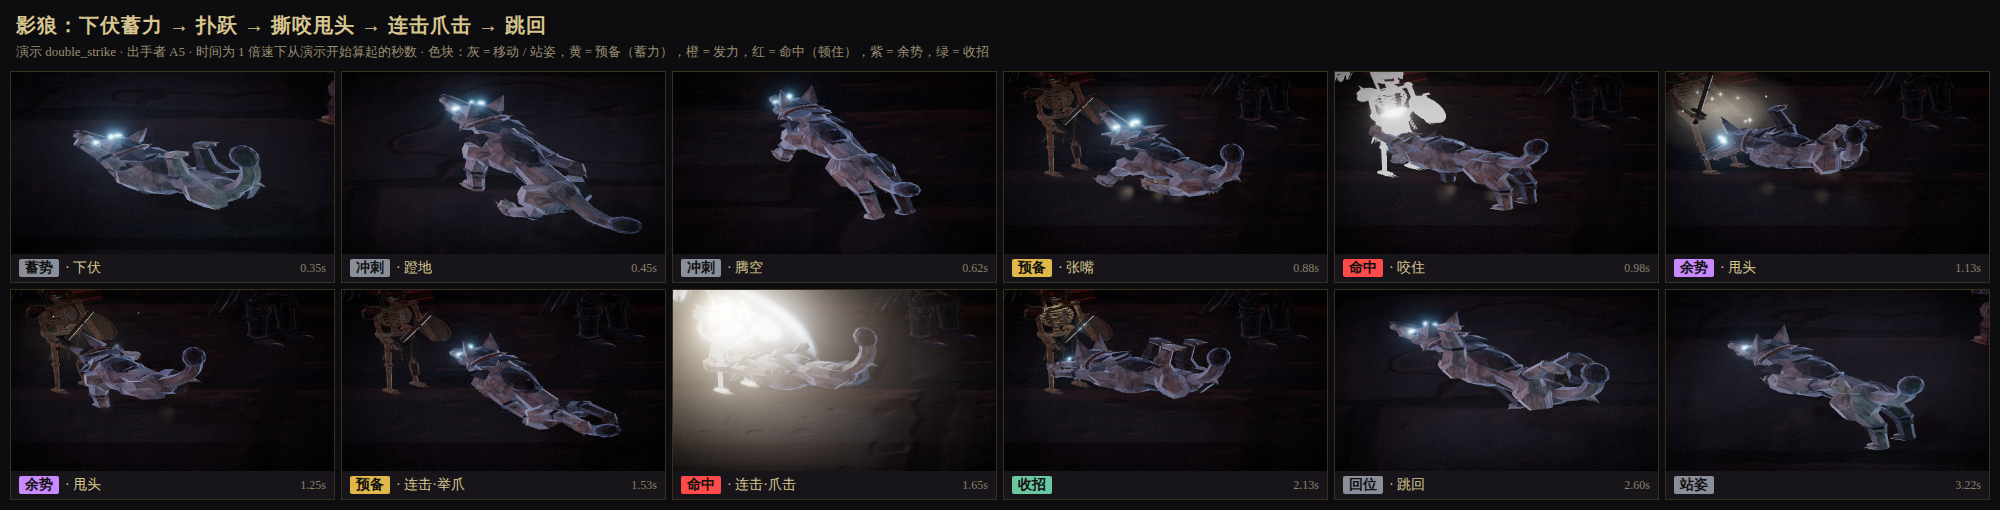 影狼：下伏蓄力 → 扑跃 → 撕咬甩头 → 连击爪击 → 跳回
演示 double_strike · 出手者 A5 · 时间为 1 倍速下从演示开始算起的秒数 · 色块：灰 = 移动 / 站姿，黄 = 预备（蓄力），橙 = 发力，红 = 命中（顿住），紫 = 余势，绿 = 收招
蓄势 · 下伏 0.35s
冲刺 · 蹬地 0.45s
冲刺 · 腾空 0.62s
预备 · 张嘴 0.88s
命中 · 咬住 0.98s
余势 · 甩头 1.13s
余势 · 甩头 1.25s
预备 · 连击·举爪 1.53s
命中 · 连击·爪击 1.65s
收招 2.13s
回位 · 跳回 2.60s
站姿 3.22s